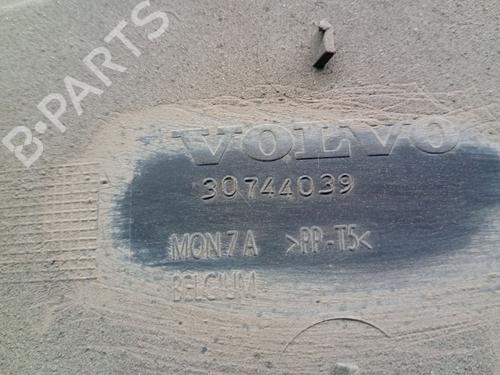 B-PARTS
VOLVO
30744039
MON7A >PP-T5<
BELGIUM